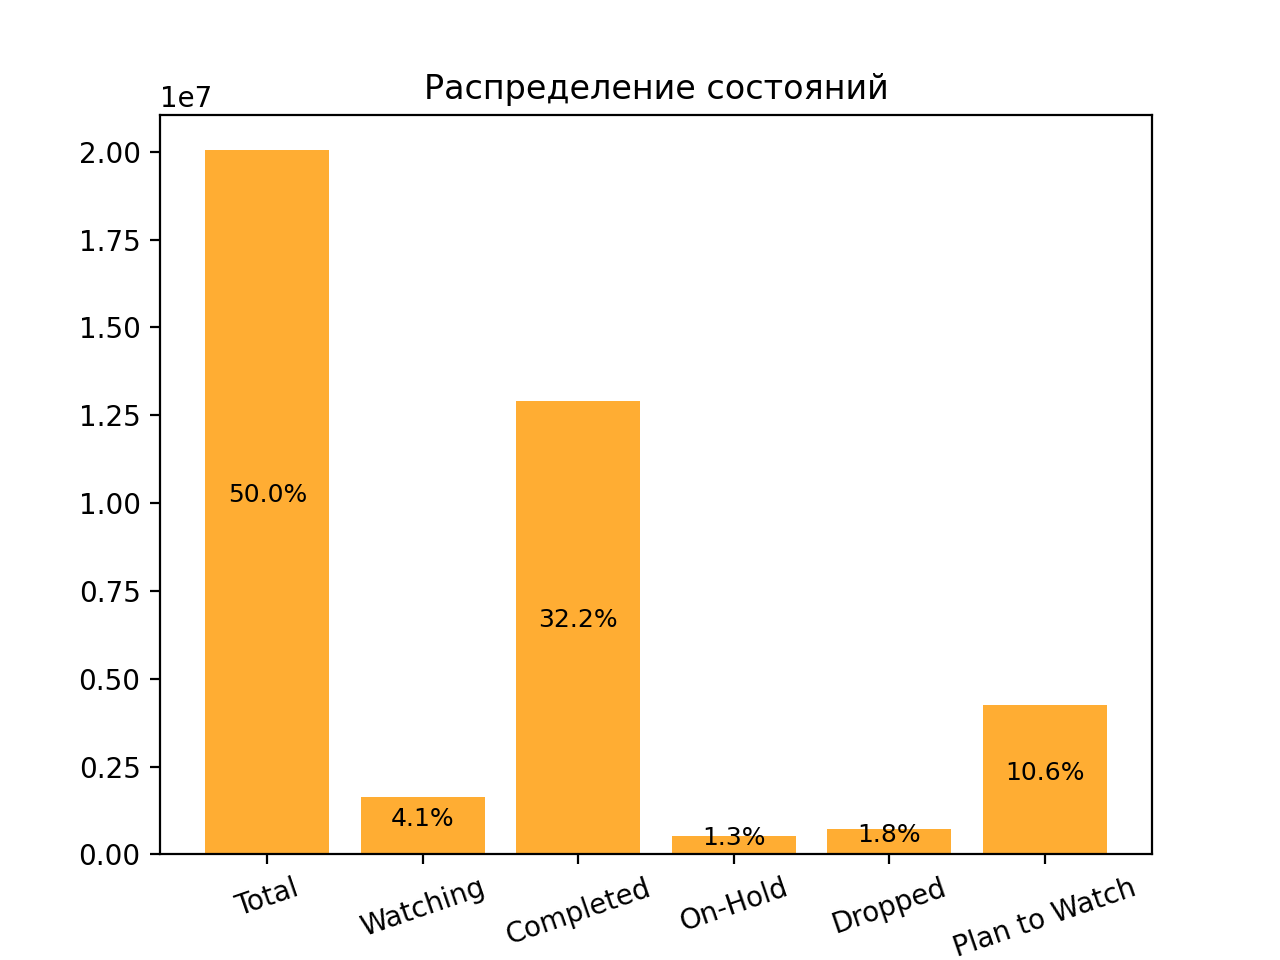 Распределение состояний
1e7
2.00
1.75
1.50
1.25
1.00
0.75
0.50
0.25
0.00
50.0%
4.1%
32.2%
1.3%
1.8%
10.6%
Total
Watching
Completed
On-Hold
Dropped
Plan to Watch